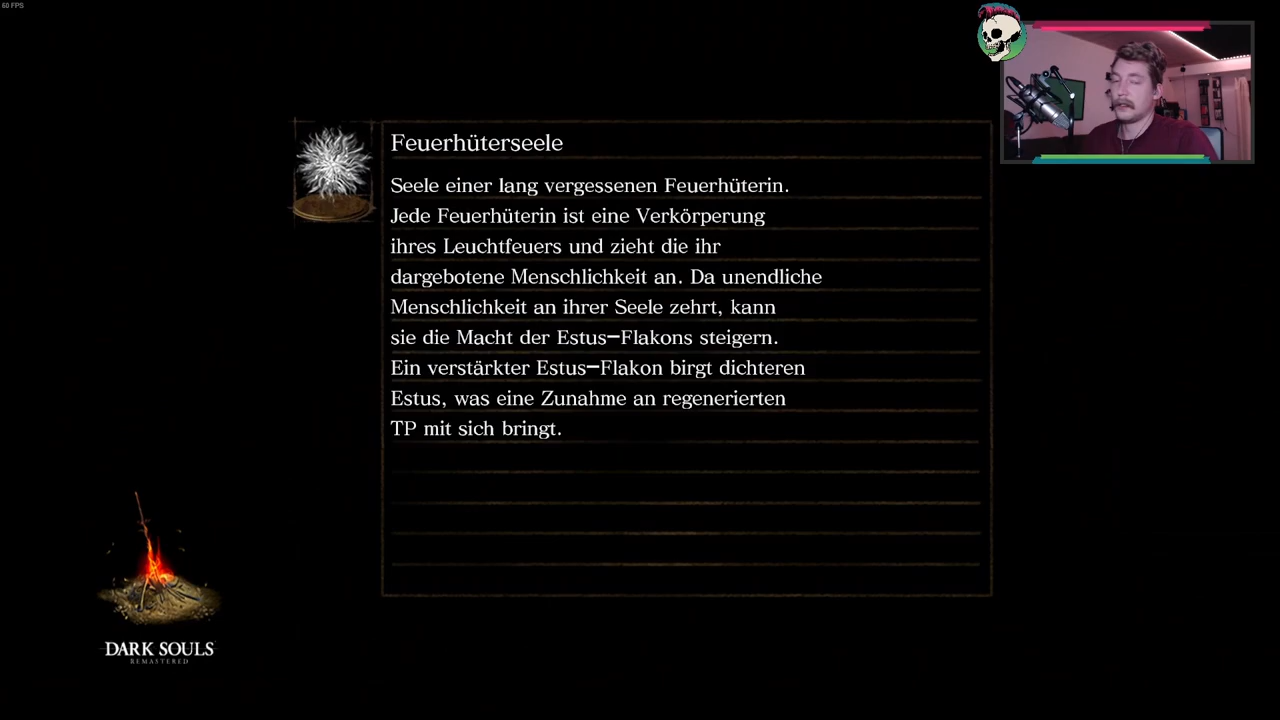 60 FPS
Feuerhüterseele
Seele einer lang vergessenen Feuerhüterin.
Jede Feuerhüterin ist eine Verkörperung
ihres Leuchtfeuers und zieht die ihr
dargebotene Menschlichkeit an. Da unendliche
Menschlichkeit an ihrer Seele zehrt, kann
sie die Macht der Estus-Flakons steigern.
Ein verstärkter Estus-Flakon birgt dichteren
Estus, was eine Zunahme an regenerierten
TP mit sich bringt.
DARK SOULS
REMASTERED